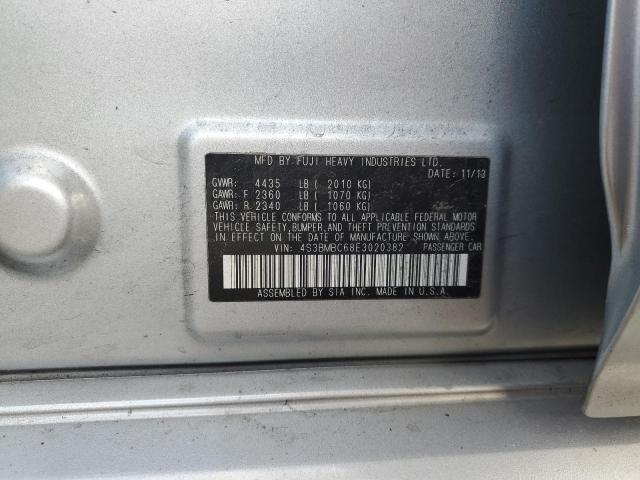 MFD BY FUJI HEAVY INDUSTRIES LTD.
DATE: 11/13
GVWR: 4435 LB ( 2010 KG)
GAWR: F 2360 LB ( 1070 KG)
GAWR: R 2340 LB ( 1060 KG)
THIS VEHICLE CONFORMS TO ALL APPLICABLE FEDERAL MOTOR
VEHICLE SAFETY, BUMPER, AND THEFT PREVENTION STANDARDS
IN EFFECT ON THE DATE OF MANUFACTURE SHOWN ABOVE.
VIN: 4S3BMBC68E3020382 PASSENGER CAR
ASSEMBLED BY SIA INC. MADE IN U.S.A.